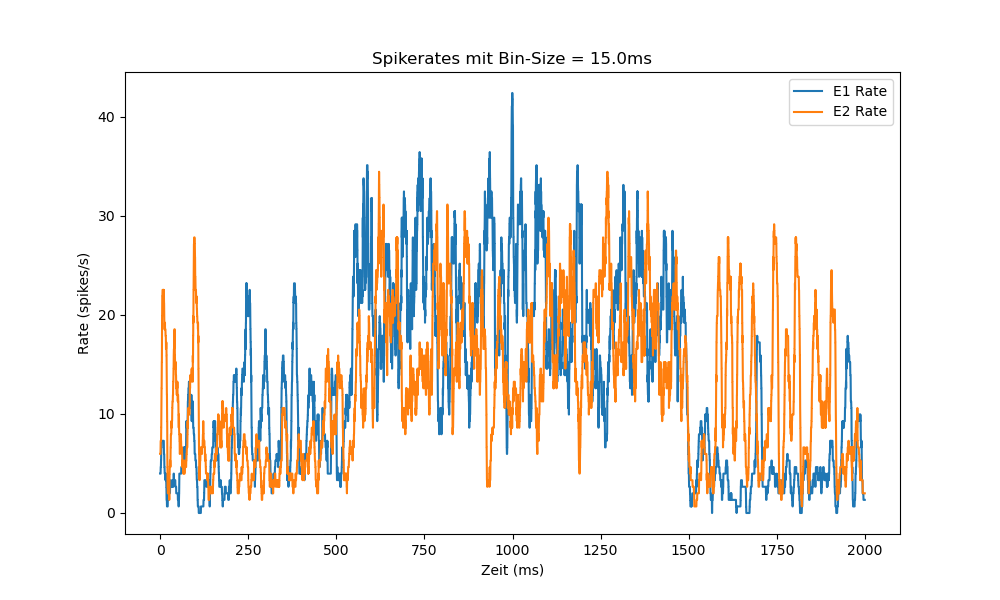 Spikerates mit Bin-Size = 15.0ms
E1 Rate
E2 Rate
Rate (spikes/s)
40
30
20
10
0
0 250 500 750 1000 1250 1500 1750 2000
Zeit (ms)